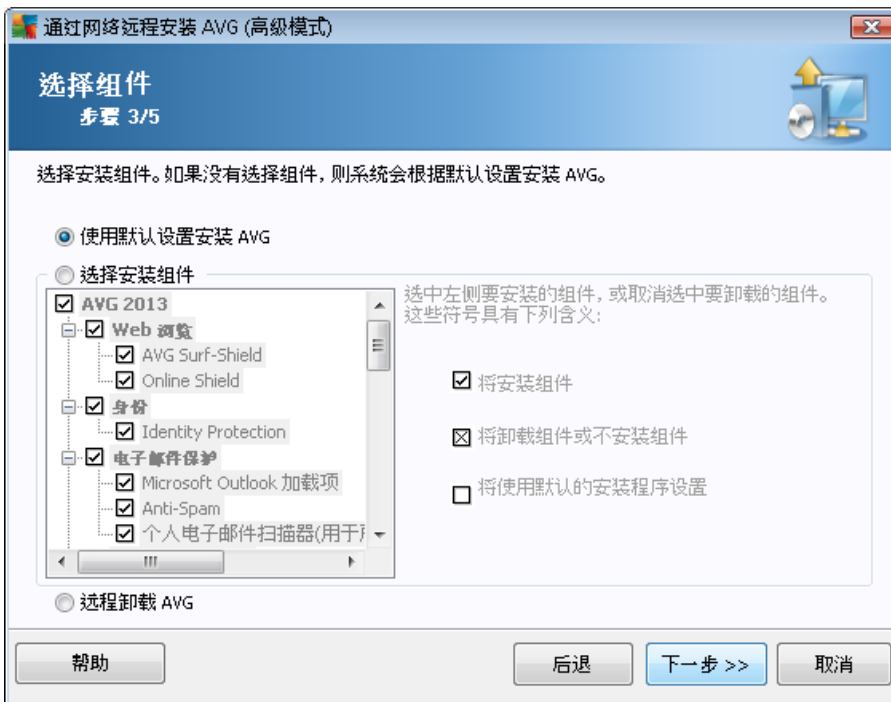 通过网络远程安装 AVG (高级模式)
选择组件
步骤 3/5
选择安装组件。如果没有选择组件, 则系统会根据默认设置安装 AVG。
使用默认设置安装 AVG
选择安装组件
AVG 2013
Web 浏览
AVG Surf-Shield
Online Shield
身份
Identity Protection
电子邮件保护
Microsoft Outlook 加载项
Anti-Spam
个人电子邮件扫描器(用于
选中左侧要安装的组件, 或取消选中要卸载的组件。
这些符号具有下列含义:
将安装组件
将卸载组件或不安装组件
将使用默认的安装程序设置
远程卸载 AVG
帮助
后退
下一步 >>
取消